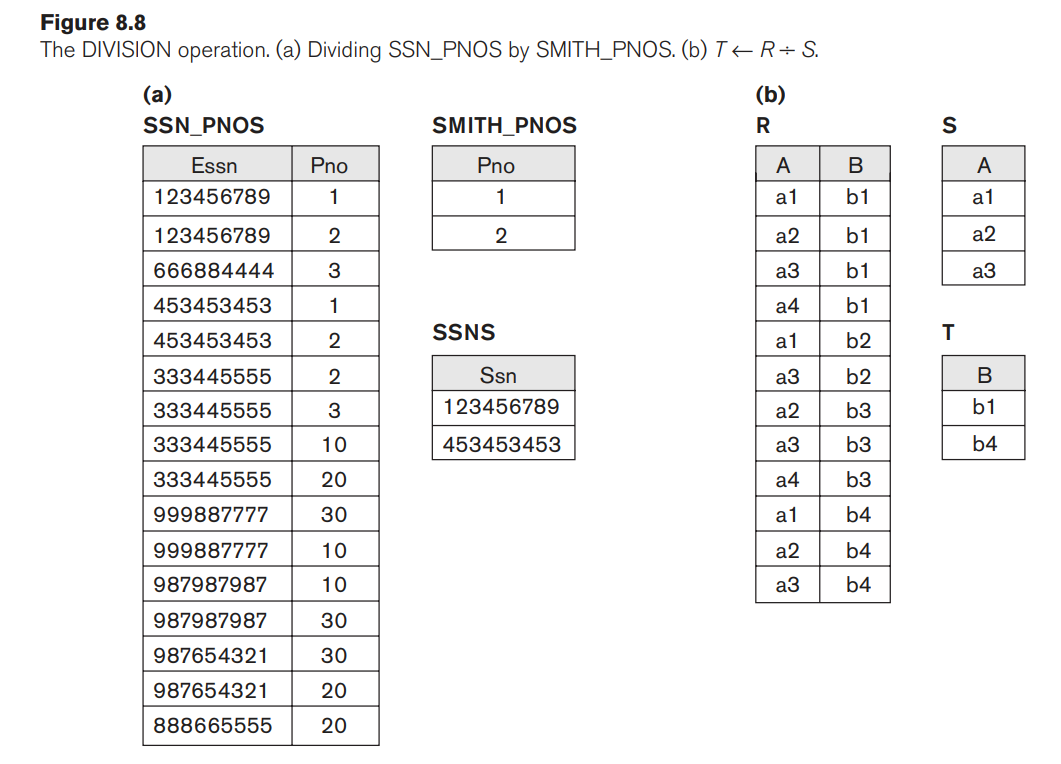 Figure 8.8
The DIVISION operation. (a) Dividing SSN_PNOS by SMITH_PNOS. (b) T ← R ÷ S.
(a)
SSN_PNOS
Essn Pno
123456789 1
123456789 2
666884444 3
453453453 1
453453453 2
333445555 2
333445555 3
333445555 10
333445555 20
999887777 30
999887777 10
987987987 10
987987987 30
987654321 30
987654321 20
888665555 20
SMITH_PNOS
Pno
1
2
SSNS
Ssn
123456789
453453453
(b)
R
A B
a1 b1
a2 b1
a3 b1
a4 b1
a1 b2
a3 b2
a2 b3
a3 b3
a4 b3
a1 b4
a2 b4
a3 b4
S
A
a1
a2
a3
T
B
b1
b4